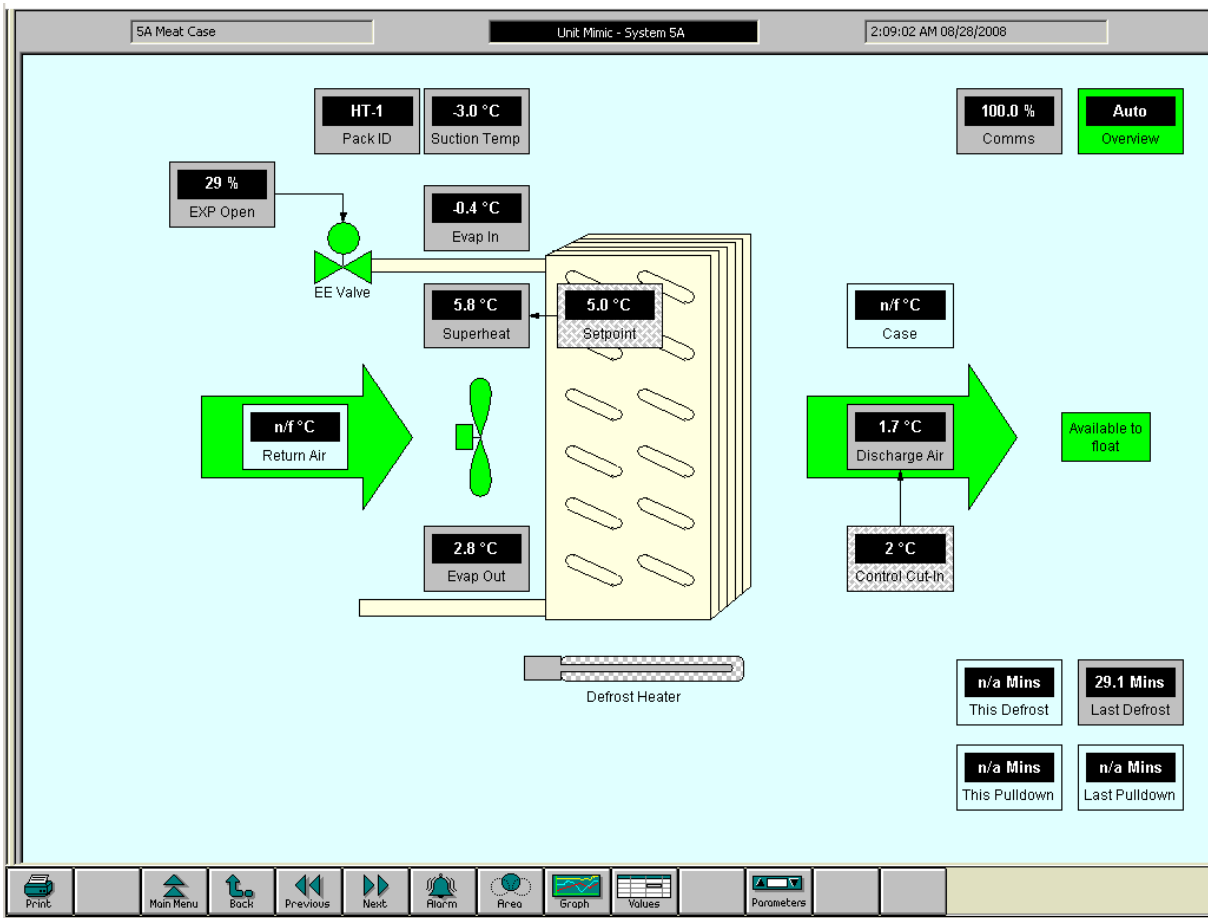 5A Meat Case
Unit Mimic - System 5A
2:09:02 AM 08/28/2008
HT-1
Pack ID
-3.0 °C
Suction Temp
100.0 %
Comms
Auto
Overview
29 %
EXP Open
-0.4 °C
Evap In
EE Valve
5.8 °C
Superheat
5.0 °C
Setpoint
n/f °C
Case
n/f °C
Return Air
1.7 °C
Discharge Air
Available to
float
2.8 °C
Evap Out
2 °C
Control Cut-In
Defrost Heater
n/a Mins
This Defrost
29.1 Mins
Last Defrost
n/a Mins
This Pulldown
n/a Mins
Last Pulldown
Print
Main Menu
Back
Previous
Next
Alarm
Area
Graph
Values
Parameters